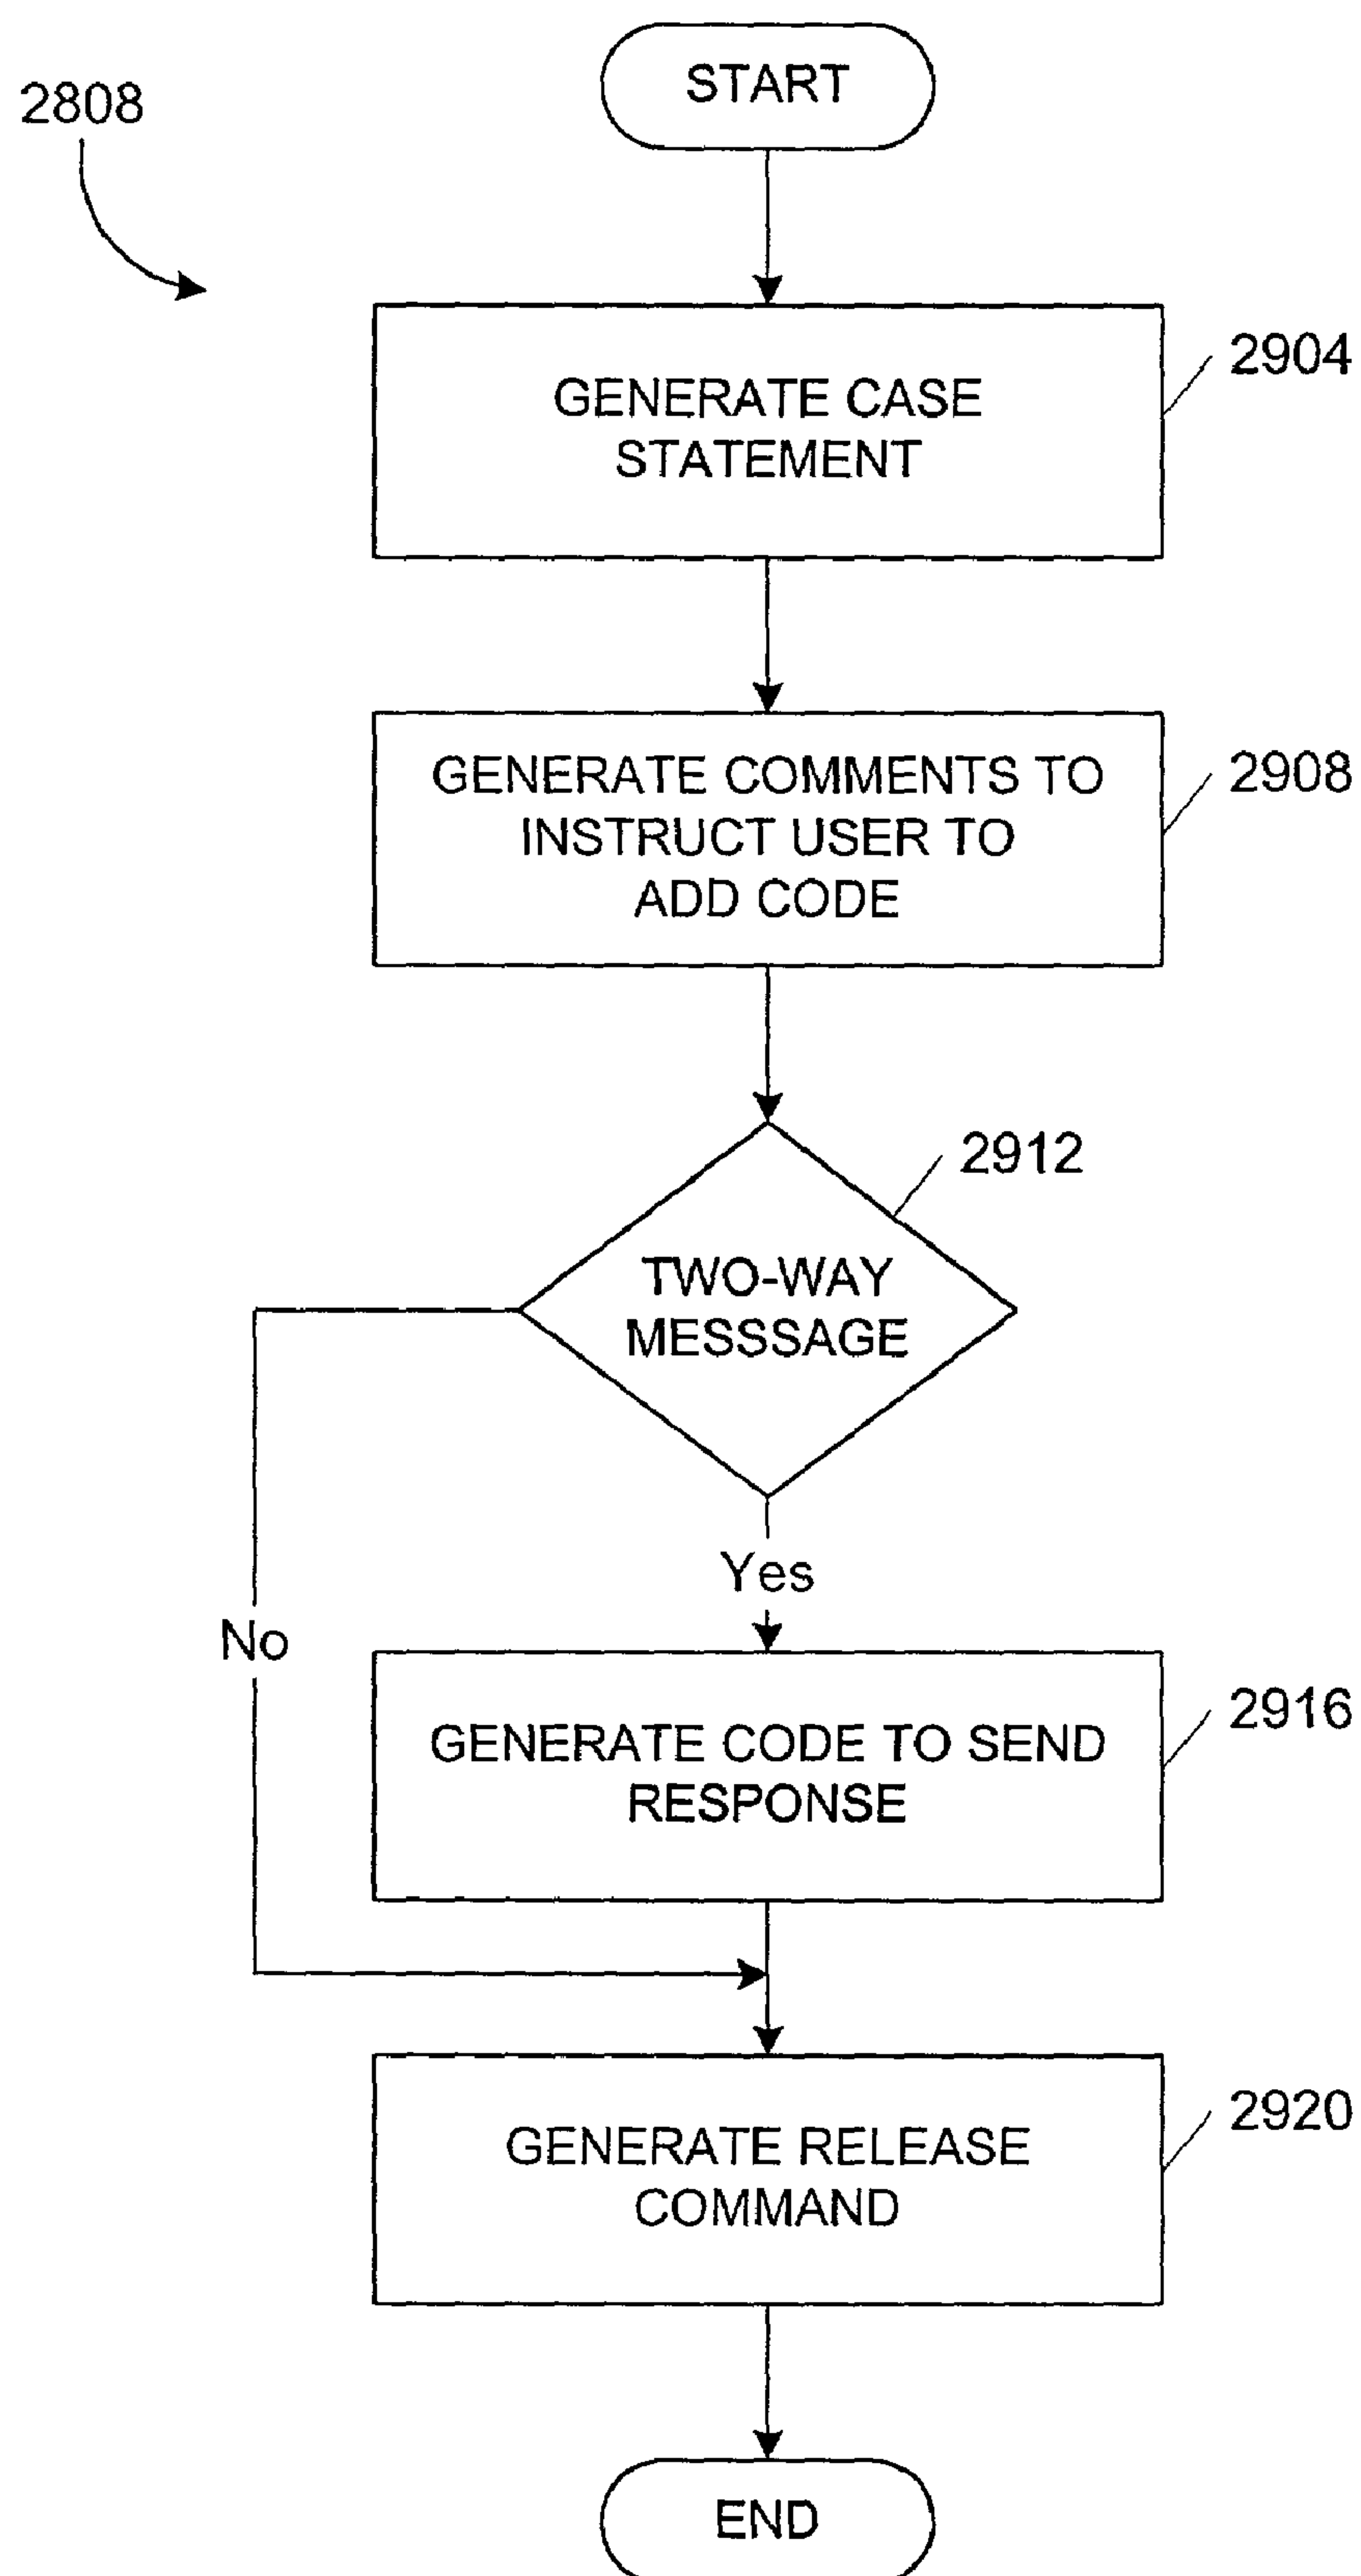 START
2808
2904
GENERATE CASE
STATEMENT
2908
GENERATE COMMENTS TO
INSTRUCT USER TO
ADD CODE
2912
TWO-WAY
MESSSAGE
Yes
No
2916
GENERATE CODE TO SEND
RESPONSE
2920
GENERATE RELEASE
COMMAND
END